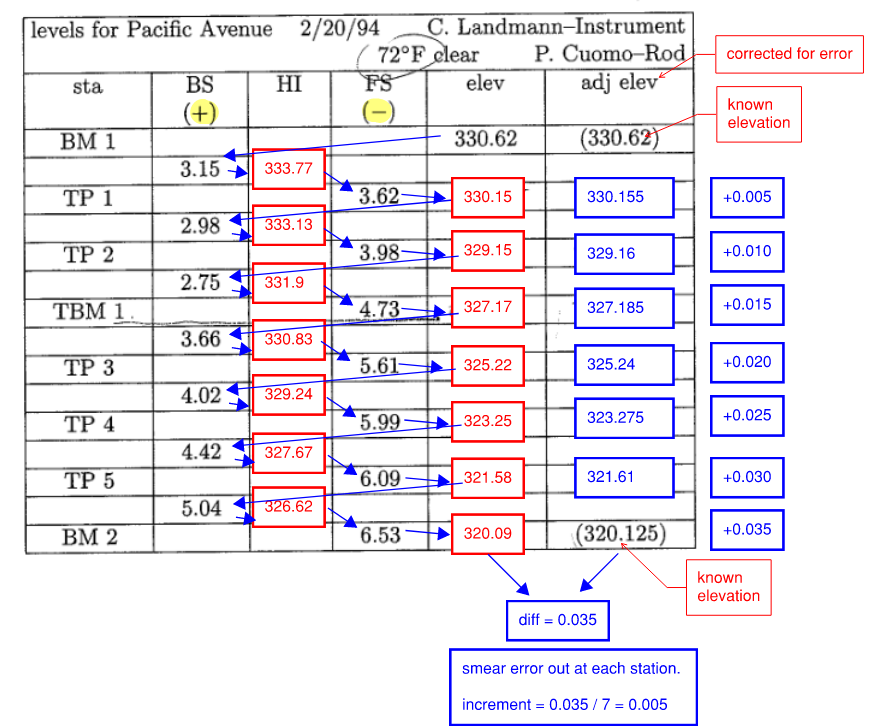 levels for Pacific Avenue 2/20/94 C. Landmann–Instrument
72°F clear P. Cuomo–Rod
corrected for error
sta BS HI FS elev adj elev
(+) (−)
known
elevation
BM 1 330.62 (330.62)
3.15 333.77
TP 1 3.62 330.15 330.155 +0.005
2.98 333.13
TP 2 3.98 329.15 329.16 +0.010
2.75 331.9
TBM 1 4.73 327.17 327.185 +0.015
3.66 330.83
TP 3 5.61 325.22 325.24 +0.020
4.02 329.24
TP 4 5.99 323.25 323.275 +0.025
4.42 327.67
TP 5 6.09 321.58 321.61 +0.030
5.04 326.62
BM 2 6.53 320.09 (320.125) +0.035
known
elevation
diff = 0.035
smear error out at each station.
increment = 0.035 / 7 = 0.005